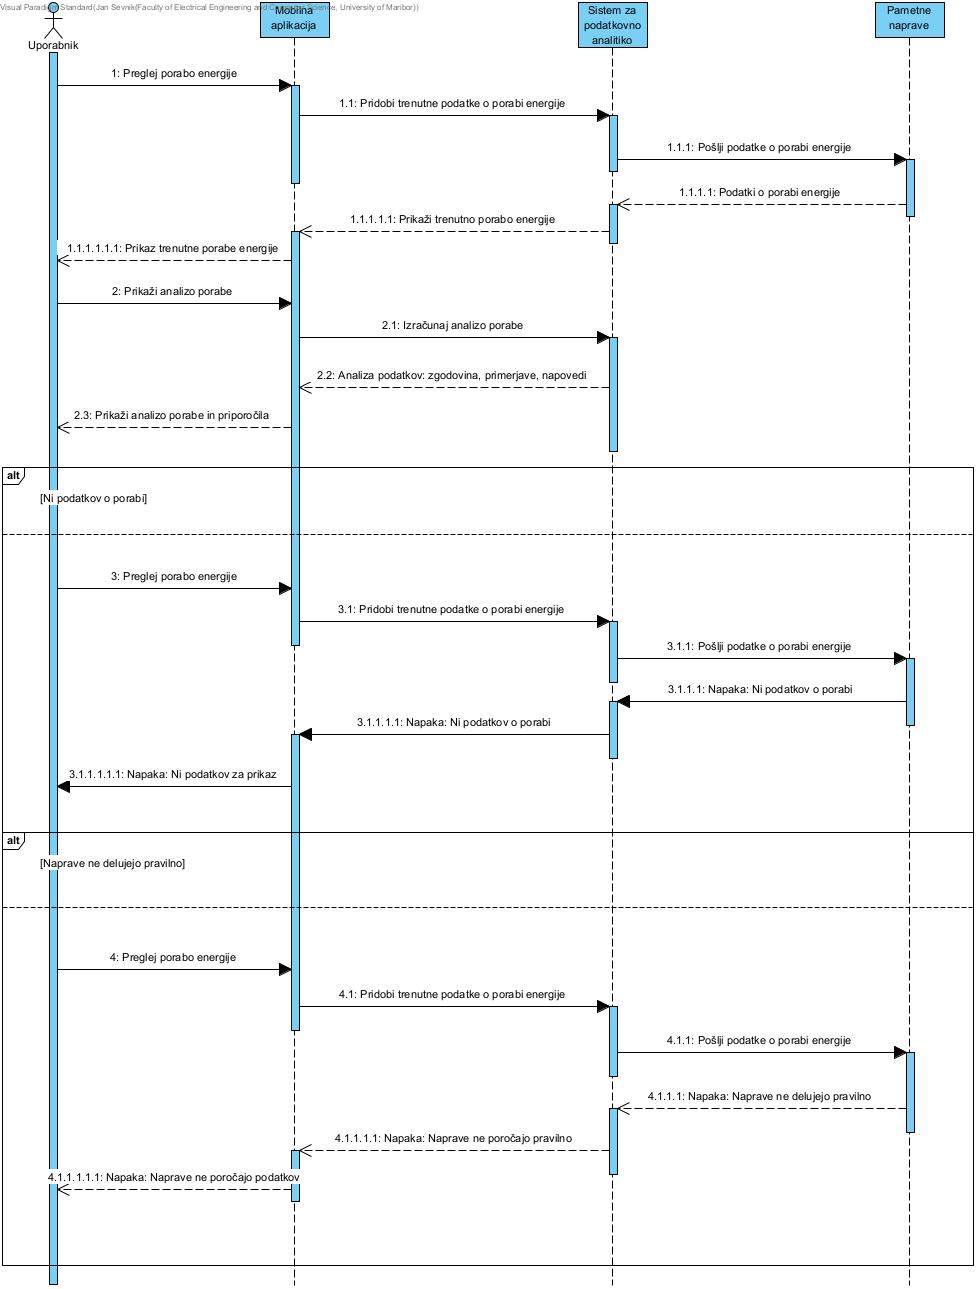 Visual Paradigm Standard(Jan Sevnik(Faculty of Electrical Engineering and Computer Science, University of Maribor))
Uporabnik
Mobilna
aplikacija
Sistem za
podatkovno
analitiko
Pametne
naprave
1: Preglej porabo energije
1.1: Pridobi trenutne podatke o porabi energije
1.1.1: Pošlji podatke o porabi energije
1.1.1.1: Podatki o porabi energije
1.1.1.1.1: Prikaži trenutno porabo energije
1.1.1.1.1.1: Prikaz trenutne porabe energije
2: Prikaži analizo porabe
2.1: Izračunaj analizo porabe
2.2: Analiza podatkov: zgodovina, primerjave, napovedi
2.3: Prikaži analizo porabe in priporočila
alt
[Ni podatkov o porabi]
3: Preglej porabo energije
3.1: Pridobi trenutne podatke o porabi energije
3.1.1: Pošlji podatke o porabi energije
3.1.1.1: Napaka: Ni podatkov o porabi
3.1.1.1.1: Napaka: Ni podatkov o porabi
3.1.1.1.1.1: Napaka: Ni podatkov za prikaz
alt
[Naprave ne delujejo pravilno]
4: Preglej porabo energije
4.1: Pridobi trenutne podatke o porabi energije
4.1.1: Pošlji podatke o porabi energije
4.1.1.1: Napaka: Naprave ne delujejo pravilno
4.1.1.1.1: Napaka: Naprave ne poročajo pravilno
4.1.1.1.1.1: Napaka: Naprave ne poročajo podatkov